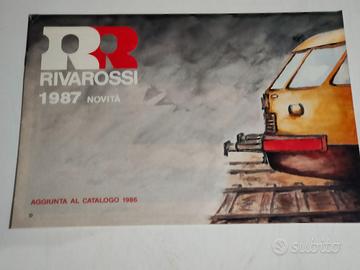 RR
RIVAROSSI
1987 NOVITÀ
AGGIUNTA AL CATALOGO 1986
subito